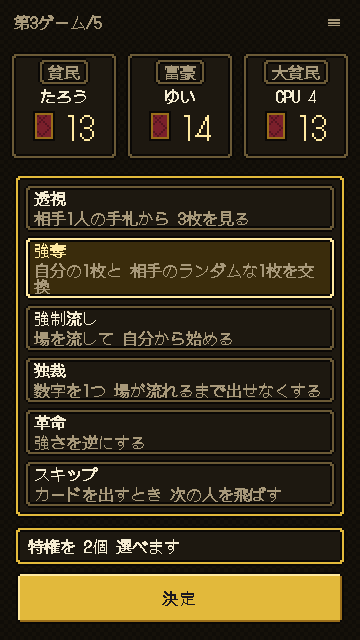 第3ゲーム/5
貧民
富豪
大貧民
たろう
ゆい
CPU 4
13
14
13
透視
相手1人の手札から 3枚を見る
強奪
自分の1枚と 相手のランダムな1枚を交
換
強制流し
場を流して 自分から始める
独裁
数字を1つ 場が流れるまで出せなくする
革命
強さを逆にする
スキップ
カードを出すとき 次の人を飛ばす
特権を 2個 選べます
決定